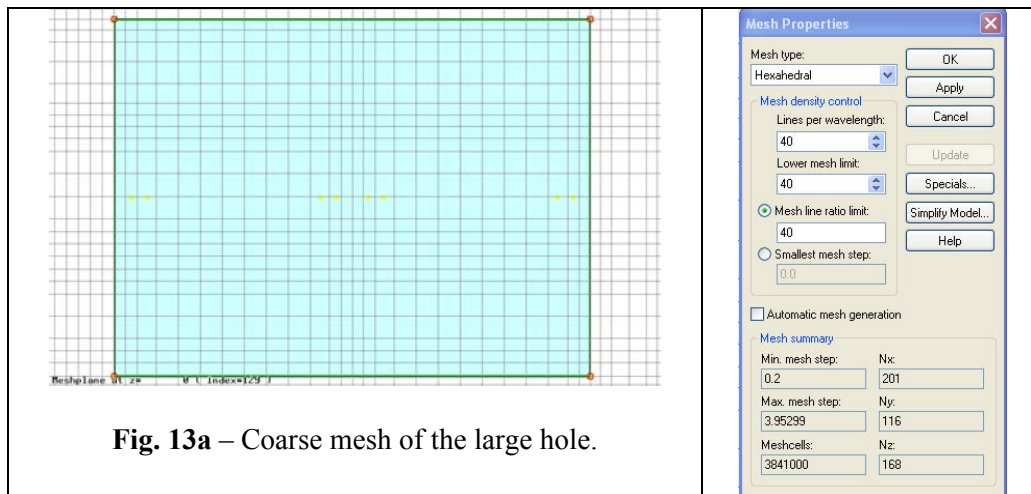 Meshplane at z= 0 ( Index=129 )
Fig. 13a – Coarse mesh of the large hole.
Mesh Properties
Mesh type:
Hexahedral
OK
Apply
Cancel
Update
Specials...
Simplify Model...
Help
Mesh density control
Lines per wavelength:
40
Lower mesh limit:
40
Mesh line ratio limit:
40
Smallest mesh step:
0.0
Automatic mesh generation
Mesh summary
Min. mesh step:
Nx:
0.2
201
Max. mesh step:
Ny:
3.95299
116
Meshcells:
Nz:
3841000
168